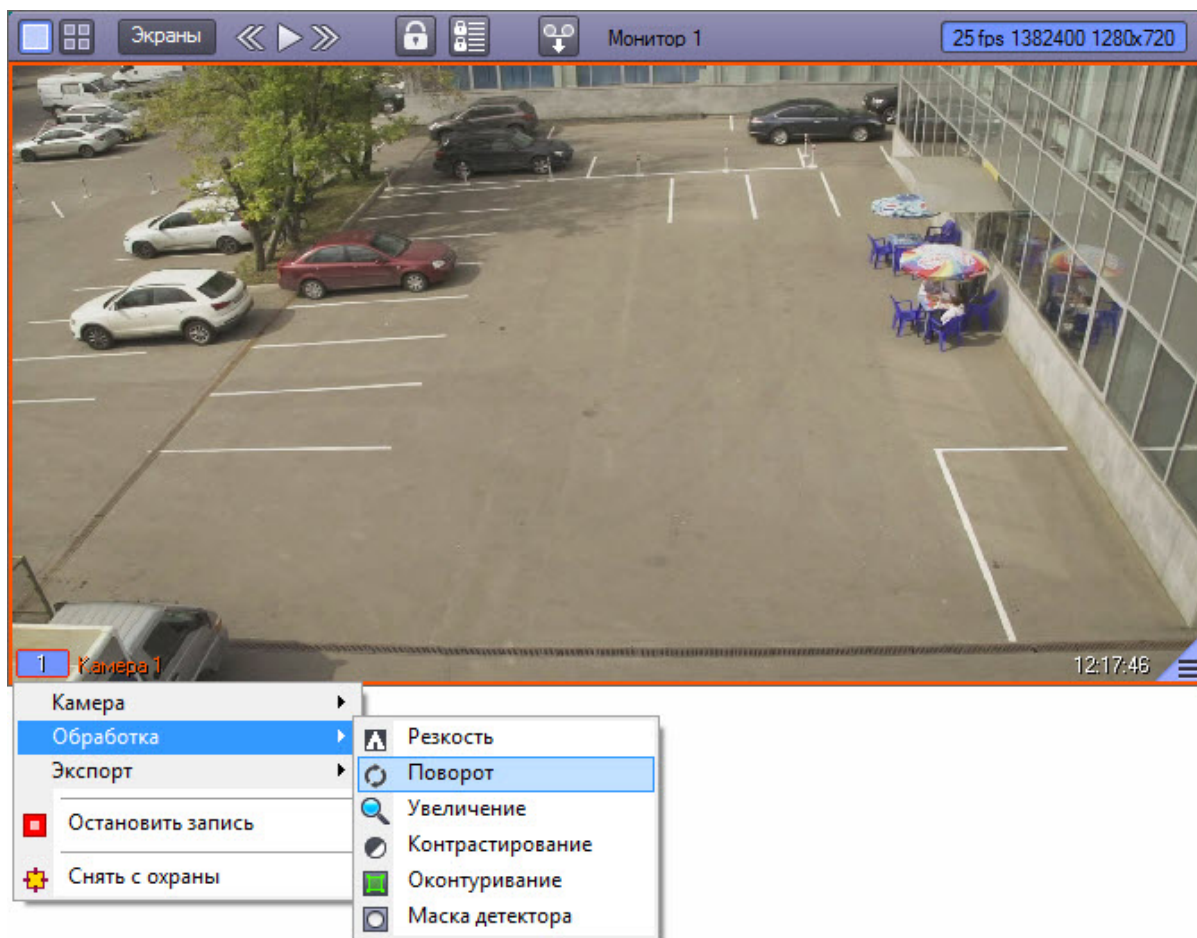 Экраны Монитор 1 25 fps 1382400 1280x720
1 Камера 1 12:17:46
Камера
Обработка
Экспорт
Остановить запись
Снять с охраны
Резкость
Поворот
Увеличение
Контрастирование
Оконтуривание
Маска детектора